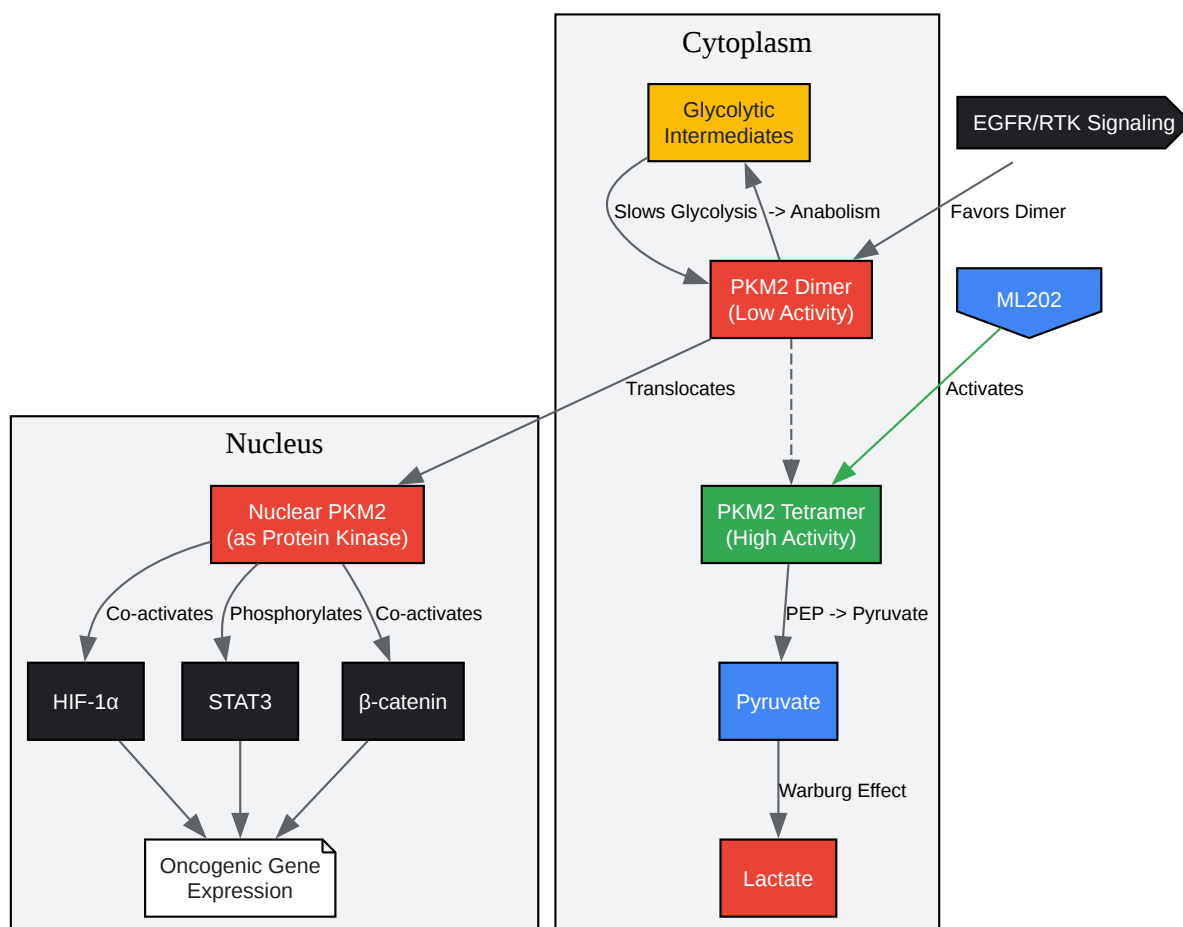 Cytoplasm
Glycolytic
Intermediates
EGFR/RTK Signaling
Slows Glycolysis
-> Anabolism
Favors Dimer
PKM2 Dimer
(Low Activity)
ML202
Translocates
Activates
Nucleus
Nuclear PKM2
(as Protein Kinase)
PKM2 Tetramer
(High Activity)
Co-activates
Phosphorylates
Co-activates
PEP -> Pyruvate
HIF-1α
STAT3
β-catenin
Pyruvate
Warburg Effect
Oncogenic Gene
Expression
Lactate